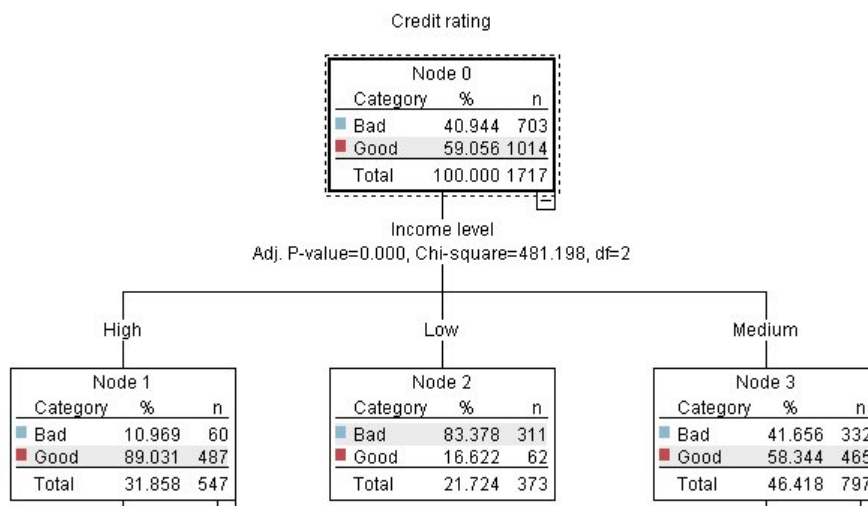 Credit rating
Node 0
Category % n
Bad 40.944 703
Good 59.056 1014
Total 100.000 1717
Income level
Adj. P-value=0.000, Chi-square=481.198, df=2
High Low Medium
Node 1
Category % n
Bad 10.969 60
Good 89.031 487
Total 31.858 547
Node 2
Category % n
Bad 83.378 311
Good 16.622 62
Total 21.724 373
Node 3
Category % n
Bad 41.656 332
Good 58.344 465
Total 46.418 797